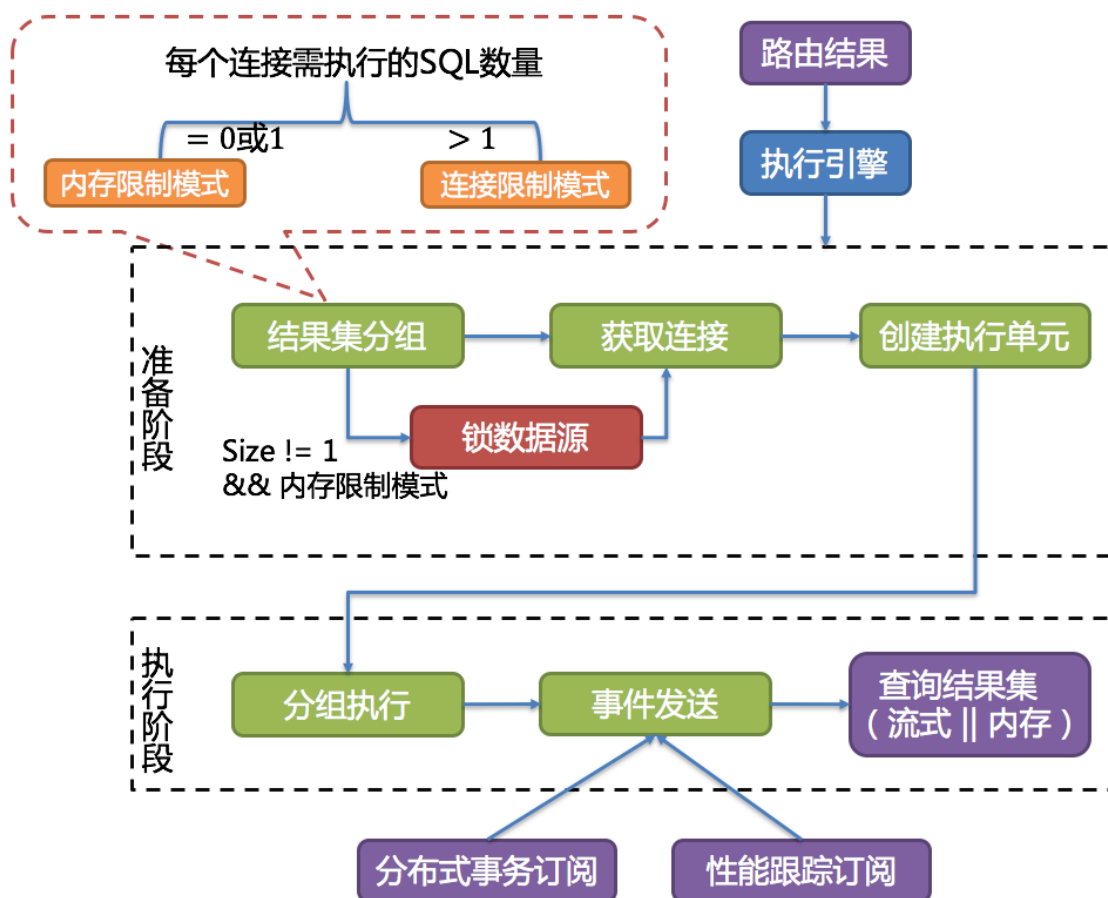 每个连接需执行的SQL数量
= 0或1
> 1
内存限制模式
连接限制模式
路由结果
执行引擎
准备阶段
结果集分组
获取连接
创建执行单元
锁数据源
Size != 1
&& 内存限制模式
执行阶段
分组执行
事件发送
查询结果集
（ 流式 || 内存 ）
分布式事务订阅
性能跟踪订阅